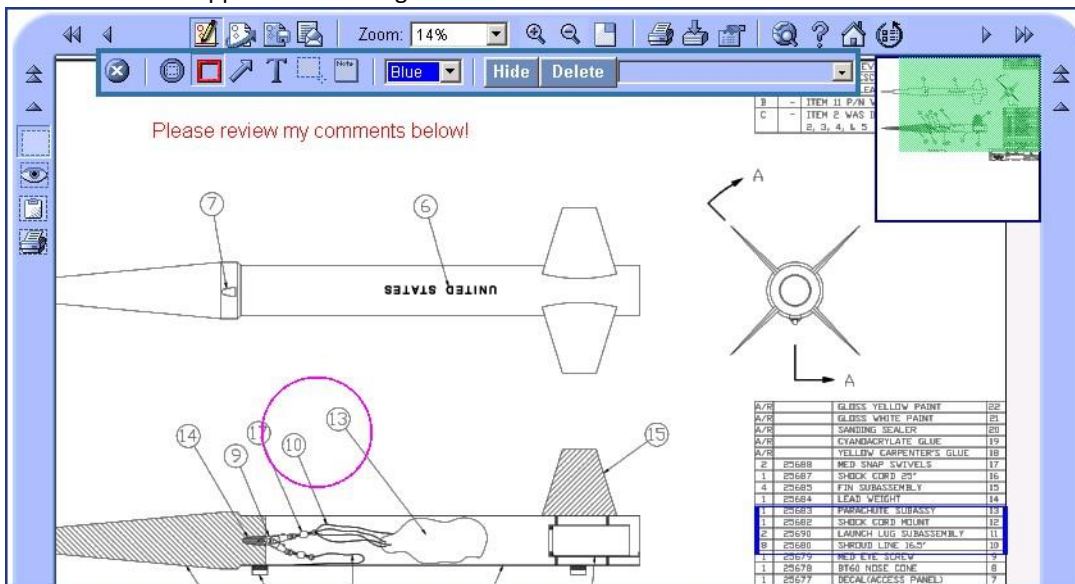 Zoom: 14%
T Note Blue Hide Delete
B - ITEM 11 P/N
C - ITEM 2 WAS
2, 3, 4, & 5
Please review my comments below!
A
7
6
UNITED STATES
A
A/R GLOSS YELLOW PAINT 22
A/R GLOSS WHITE PAINT 21
A/R SANDING SEALER 20
A/R CYANOACRYLATE GLUE 19
A/R YELLOW CARPENTER'S GLUE 18
2 25688 MED SNAP SWIVELS 17
1 25687 SHOCK CORD 25" 16
4 25685 FIN SUBASSEMBLY 15
1 25684 LEAD WEIGHT 14
1 25683 PARACHUTE SUBASSY 13
1 25682 SHOCK CORD MOUNT 12
2 25690 LAUNCH LUG SUBASSEMBLY 11
8 25680 SHROUD LINE 16.5" 10
1 25679 MED EYE SCREW 9
1 25678 BT60 NOSE CONE 8
1 25677 DECAL(ACCESS PANEL)
14
9
17
10
13
15